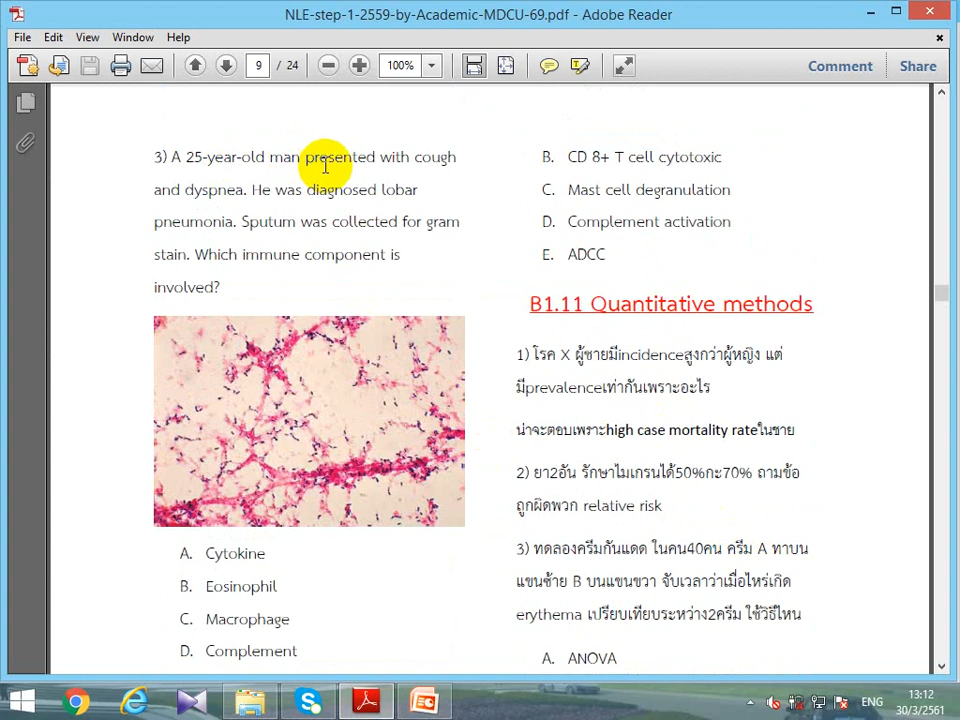 NLE-step-1-2559-by-Academic-MDCU-69.pdf - Adobe Reader
File Edit View Window Help
9 / 24 100% Comment Share
3) A 25-year-old man presented with cough
and dyspnea. He was diagnosed lobar
pneumonia. Sputum was collected for gram
stain. Which immune component is
involved?
A. Cytokine
B. Eosinophil
C. Macrophage
D. Complement
B. CD 8+ T cell cytotoxic
C. Mast cell degranulation
D. Complement activation
E. ADCC
B1.11 Quantitative methods
1) โรค X ผู้ชายมีincidenceสูงกว่าผู้หญิง แต่
มีprevalenceเท่ากันเพราะอะไร
น่าจะตอบเพราะhigh case mortality rateในชาย
2) ยา2อัน รักษาไมเกรนได้50%กะ70% ถามข้อ
ถูกผิดพวก relative risk
3) ทดลองครีมกันแดด ในคน40คน ครีม A ทาบน
แขนซ้าย B บนแขนขวา จับเวลาว่าเมื่อไหร่เกิด
erythema เปรียบเทียบระหว่าง2ครีม ใช้วิธีไหน
A. ANOVA
ENG
13:12
30/3/2561